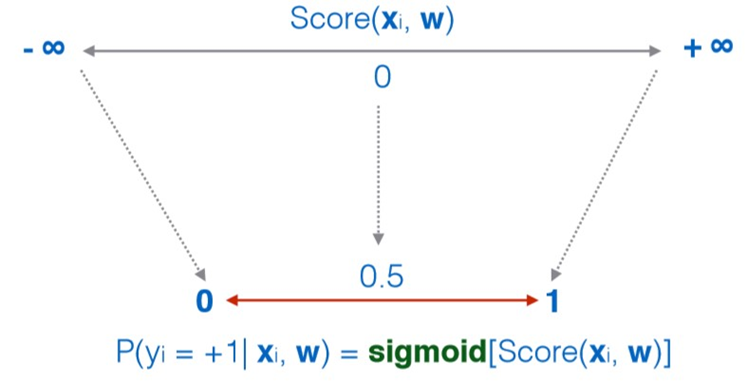 Score(xi, w)
- ∞ + ∞
0
0.5
0 1
P(yi = +1| xi, w) = sigmoid[Score(xi, w)]